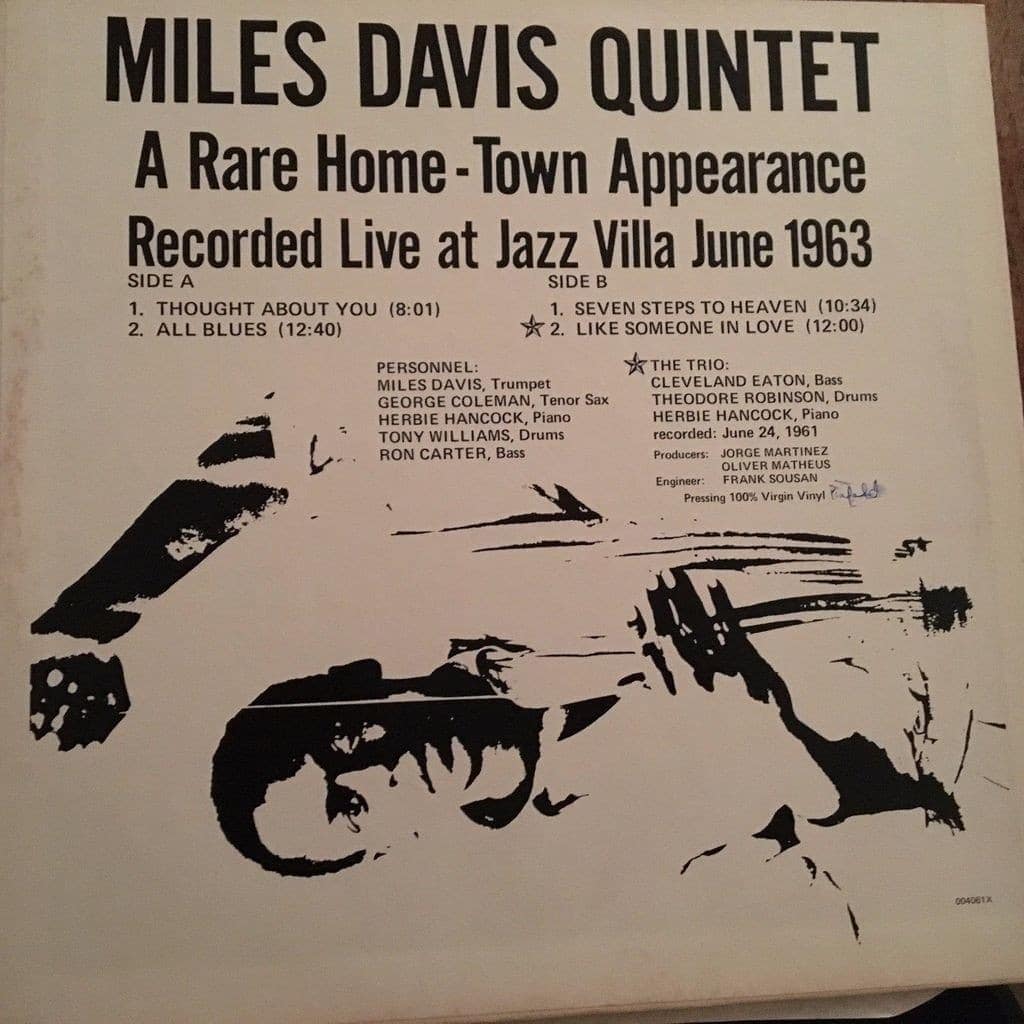 MILES DAVIS QUINTET
A Rare Home-Town Appearance
Recorded Live at Jazz Villa June 1963
SIDE A
1. THOUGHT ABOUT YOU (8:01)
2. ALL BLUES (12:40)
SIDE B
1. SEVEN STEPS TO HEAVEN (10:34)
2. LIKE SOMEONE IN LOVE (12:00)
PERSONNEL:
MILES DAVIS, Trumpet
GEORGE COLEMAN, Tenor Sax
HERBIE HANCOCK, Piano
TONY WILLIAMS, Drums
RON CARTER, Bass
THE TRIO:
CLEVELAND EATON, Bass
THEODORE ROBINSON, Drums
HERBIE HANCOCK, Piano
recorded: June 24, 1961
Producers: JORGE MARTINEZ
OLIVER MATHEUS
Engineer: FRANK SOUSAN
Pressing 100% Virgin Vinyl
004061X